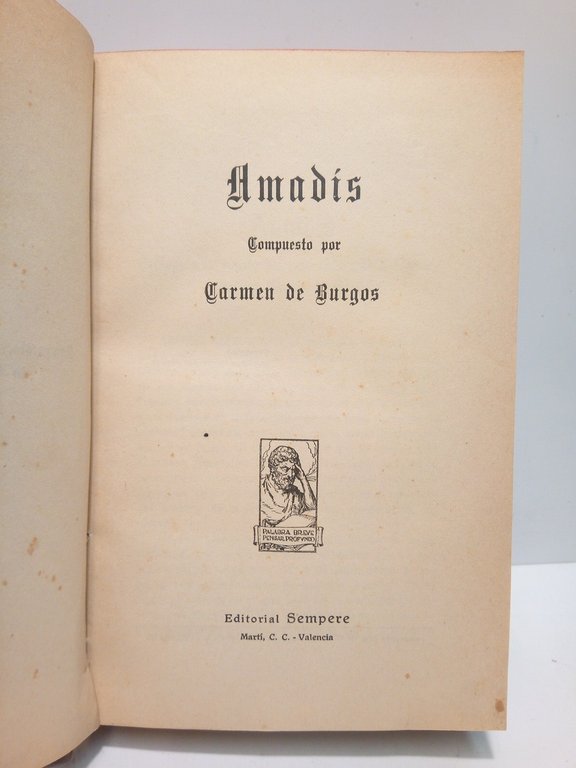 Amadís
Compuesto por
Carmen de Burgos
PALABRA BREVE
PENSAR PROFVNDO
Editorial Sempere
Martí, C. C. - Valencia